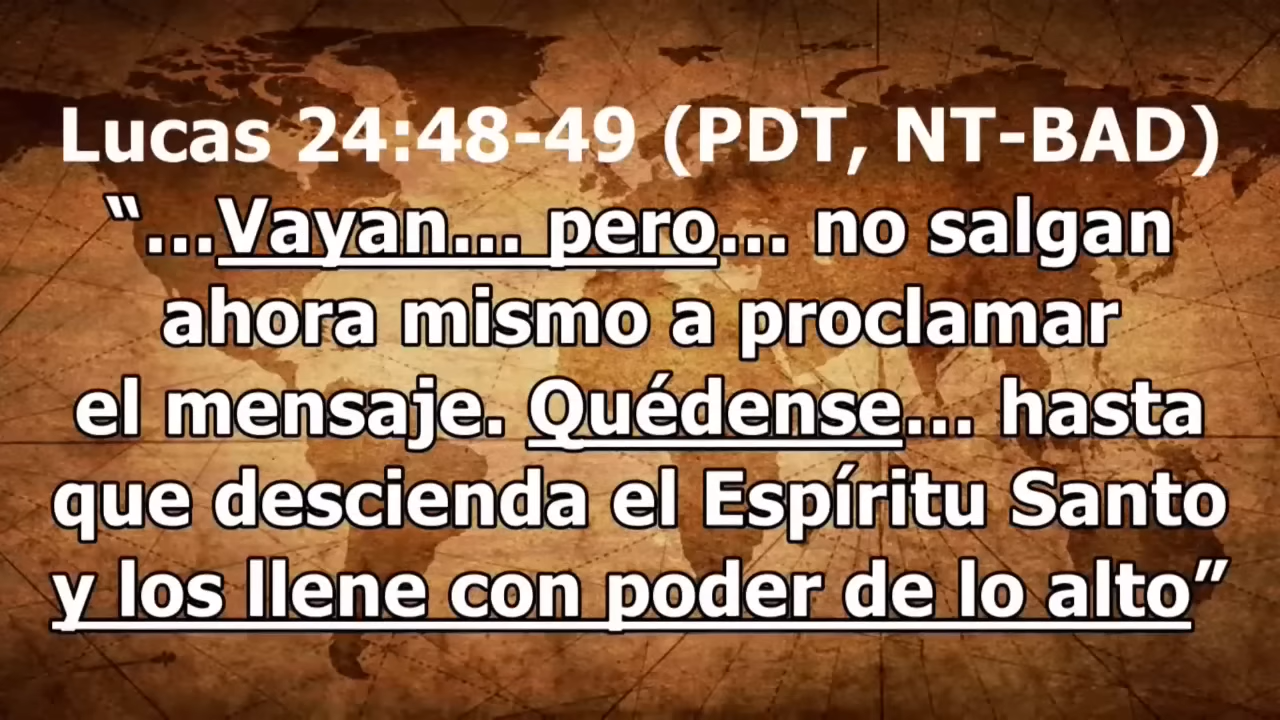 Lucas 24:48-49 (PDT, NT-BAD)
“...Vayan... pero... no salgan
ahora mismo a proclamar
el mensaje. Quédense... hasta
que descienda el Espíritu Santo
y los llene con poder de lo alto”